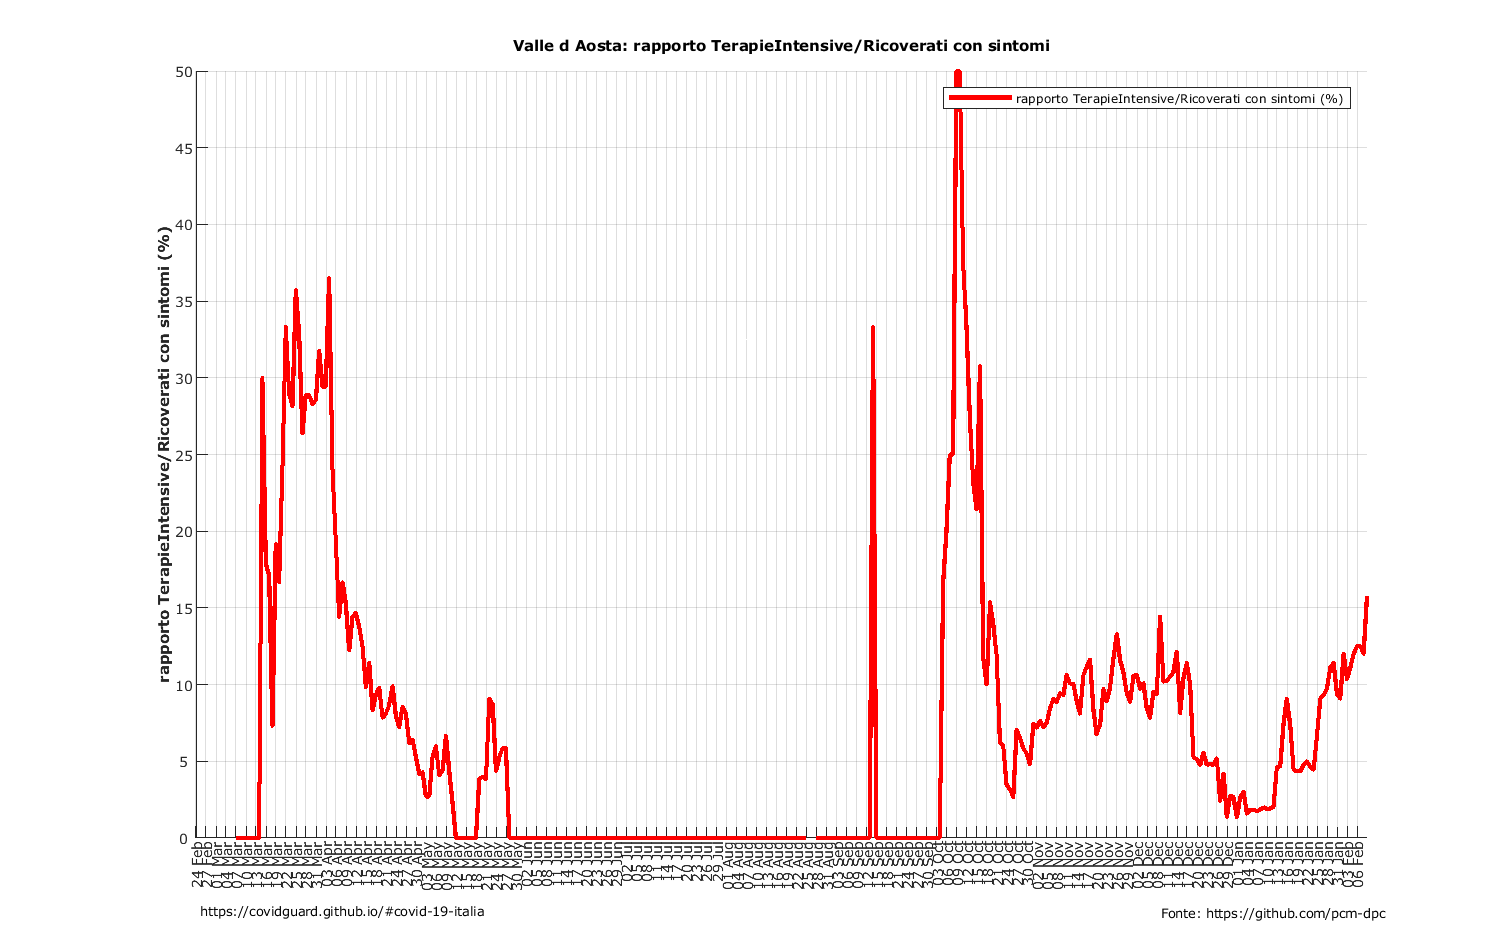 Valle d Aosta: rapporto TerapieIntensive/Ricoverati con sintomi
rapporto TerapieIntensive/Ricoverati con sintomi (%)
rapporto TerapieIntensive/Ricoverati con sintomi (%)
50
45
40
35
30
25
20
15
10
5
0
24 Feb
27 Feb
01 Mar
04 Mar
07 Mar
10 Mar
13 Mar
16 Mar
19 Mar
22 Mar
25 Mar
28 Mar
31 Mar
03 Apr
06 Apr
09 Apr
12 Apr
15 Apr
18 Apr
21 Apr
24 Apr
27 Apr
30 Apr
03 May
06 May
09 May
12 May
15 May
18 May
21 May
24 May
27 May
30 May
02 Jun
05 Jun
08 Jun
11 Jun
14 Jun
17 Jun
20 Jun
23 Jun
26 Jun
29 Jun
02 Jul
05 Jul
08 Jul
11 Jul
14 Jul
17 Jul
20 Jul
23 Jul
26 Jul
29 Jul
01 Aug
04 Aug
07 Aug
10 Aug
13 Aug
16 Aug
19 Aug
22 Aug
25 Aug
28 Aug
31 Aug
03 Sep
06 Sep
09 Sep
12 Sep
15 Sep
18 Sep
21 Sep
24 Sep
27 Sep
30 Sep
03 Oct
06 Oct
09 Oct
12 Oct
15 Oct
18 Oct
21 Oct
24 Oct
27 Oct
30 Oct
02 Nov
05 Nov
08 Nov
11 Nov
14 Nov
17 Nov
20 Nov
23 Nov
26 Nov
29 Nov
02 Dec
05 Dec
08 Dec
11 Dec
14 Dec
17 Dec
20 Dec
23 Dec
26 Dec
29 Dec
01 Jan
04 Jan
07 Jan
10 Jan
13 Jan
16 Jan
19 Jan
22 Jan
25 Jan
28 Jan
31 Jan
03 Feb
06 Feb
https://covidguard.github.io/#covid-19-italia
Fonte: https://github.com/pcm-dpc